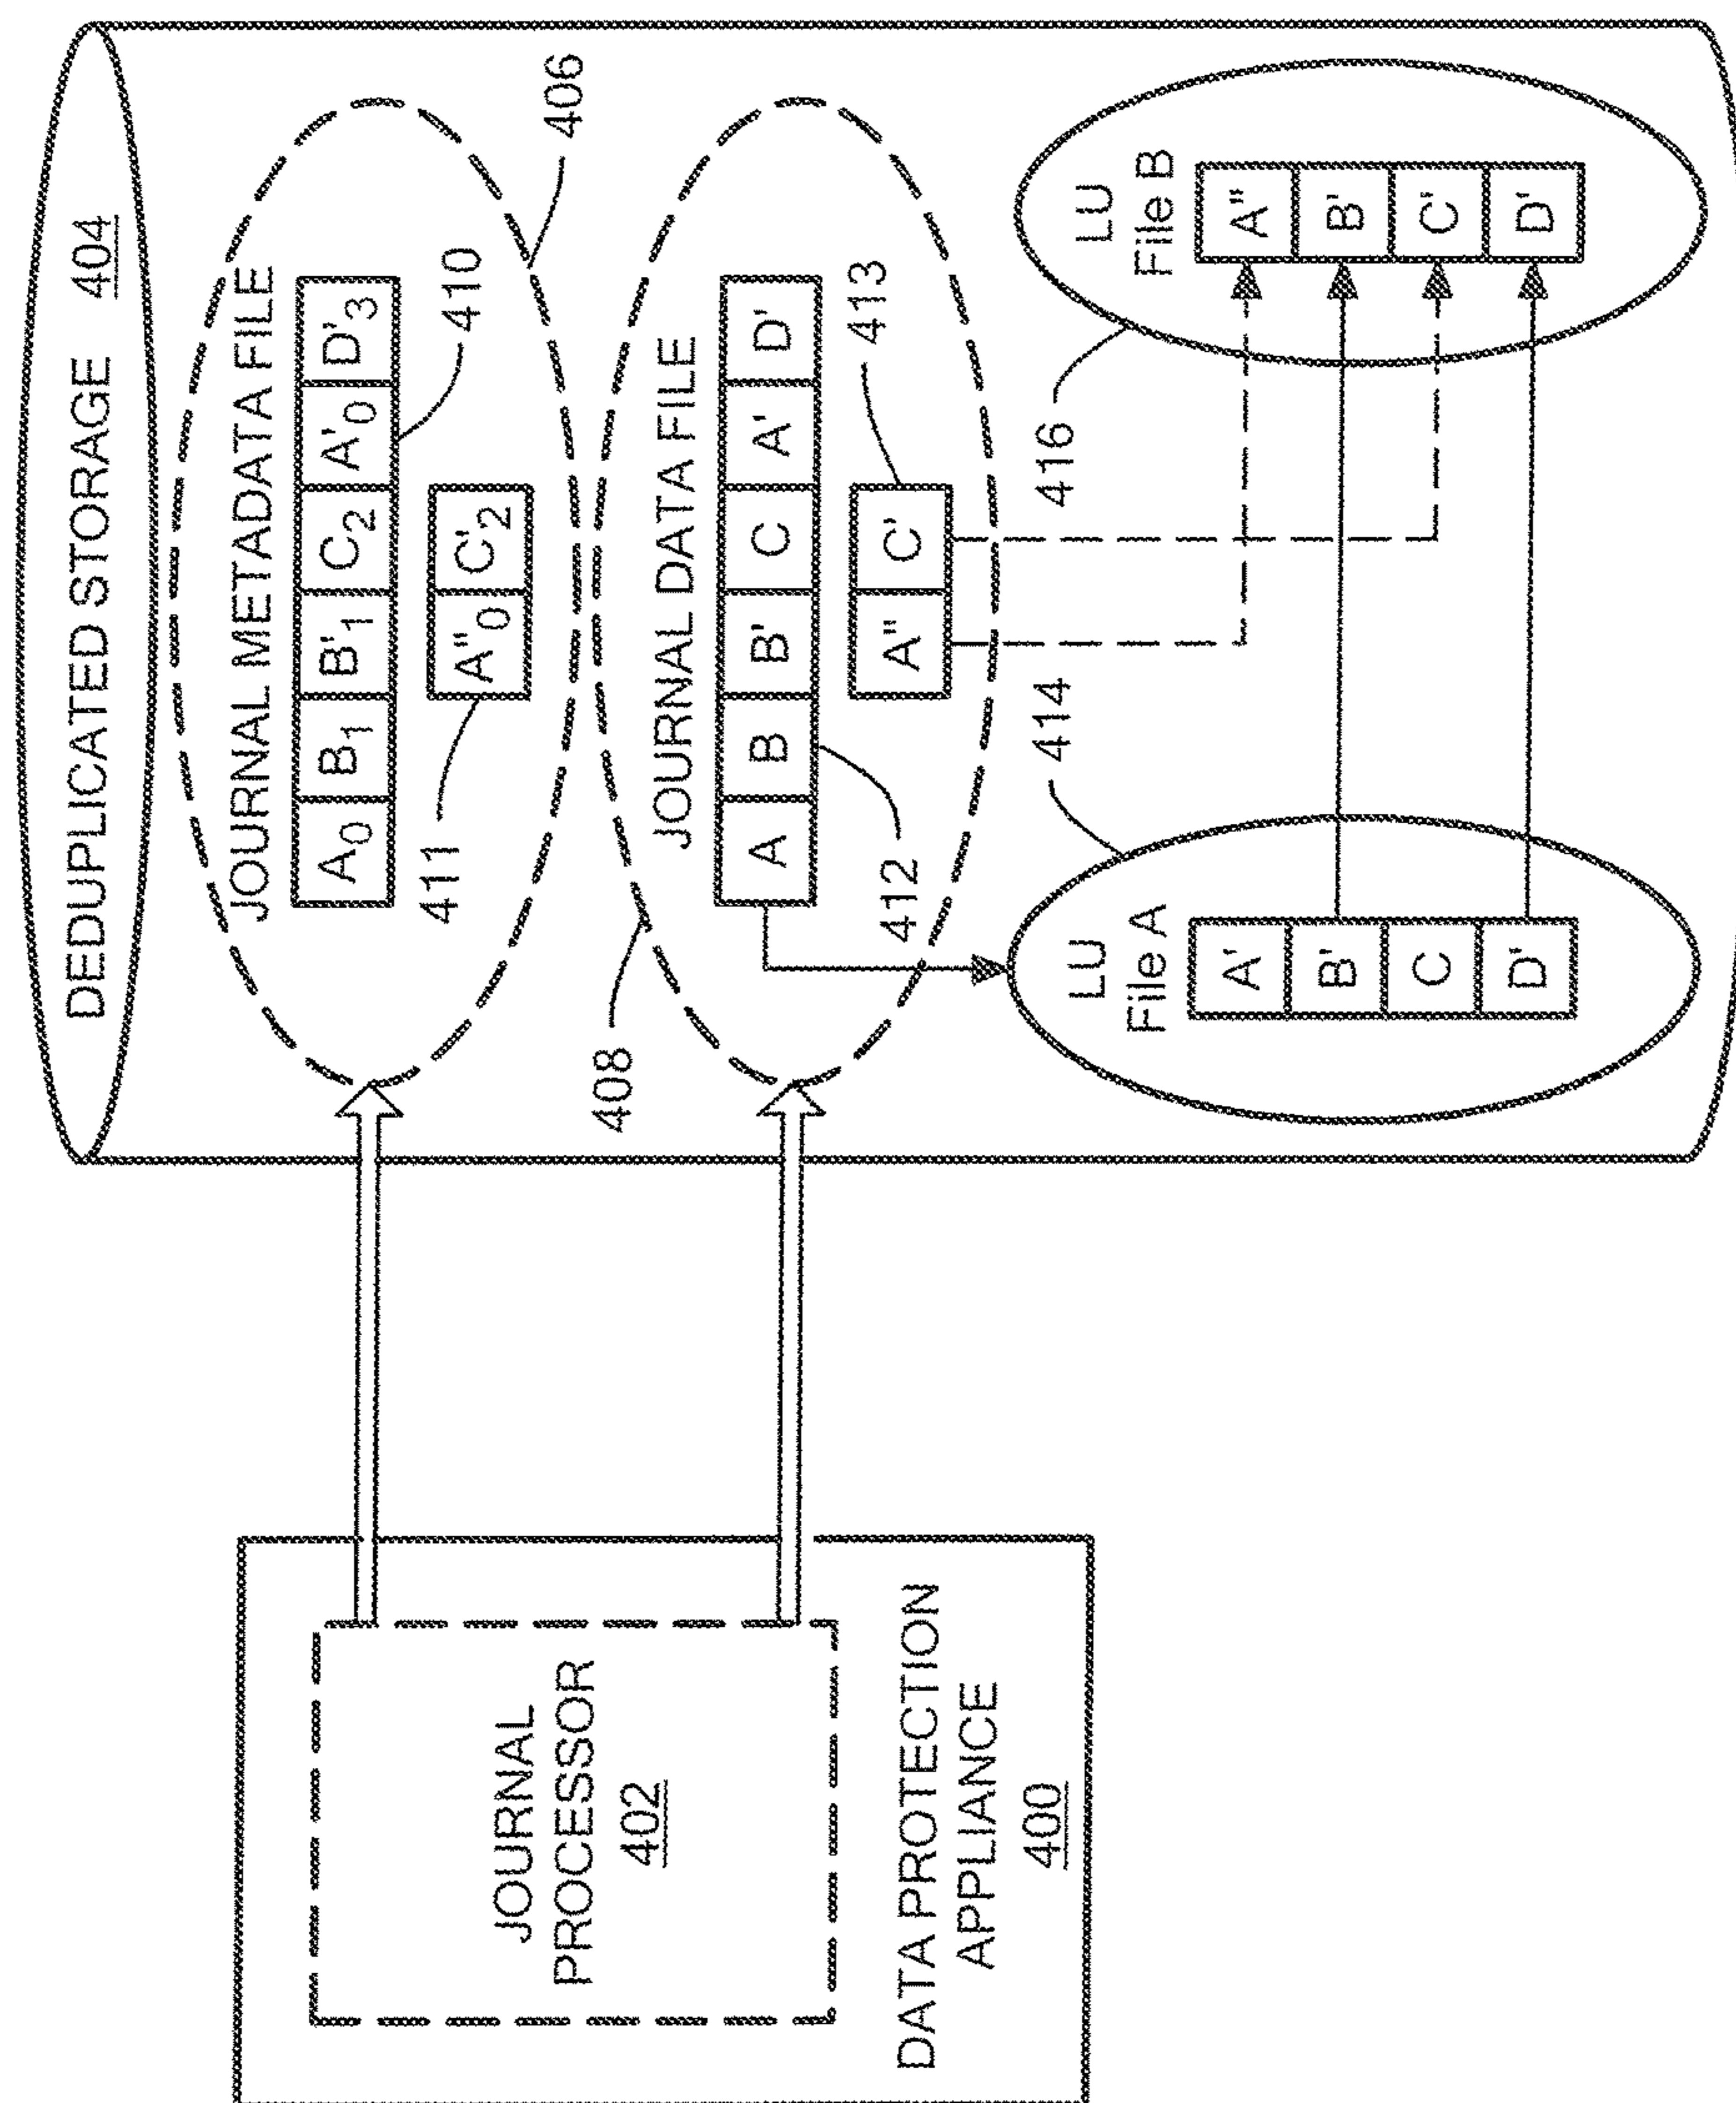 DEDUPLICATED STORAGE 404
JOURNAL METADATA FILE
A₀ B₁ B'₁ C₂ A'₀ D'₃
A"₀ C'₂
411
410
406
408
JOURNAL DATA FILE
A B B' C A' D'
A" C'
412
413
414
416
LU
File A
A'
B'
C
D'
LU
File B
A"
B'
C'
D'
JOURNAL
PROCESSOR
402
DATA PROTECTION
APPLIANCE
400